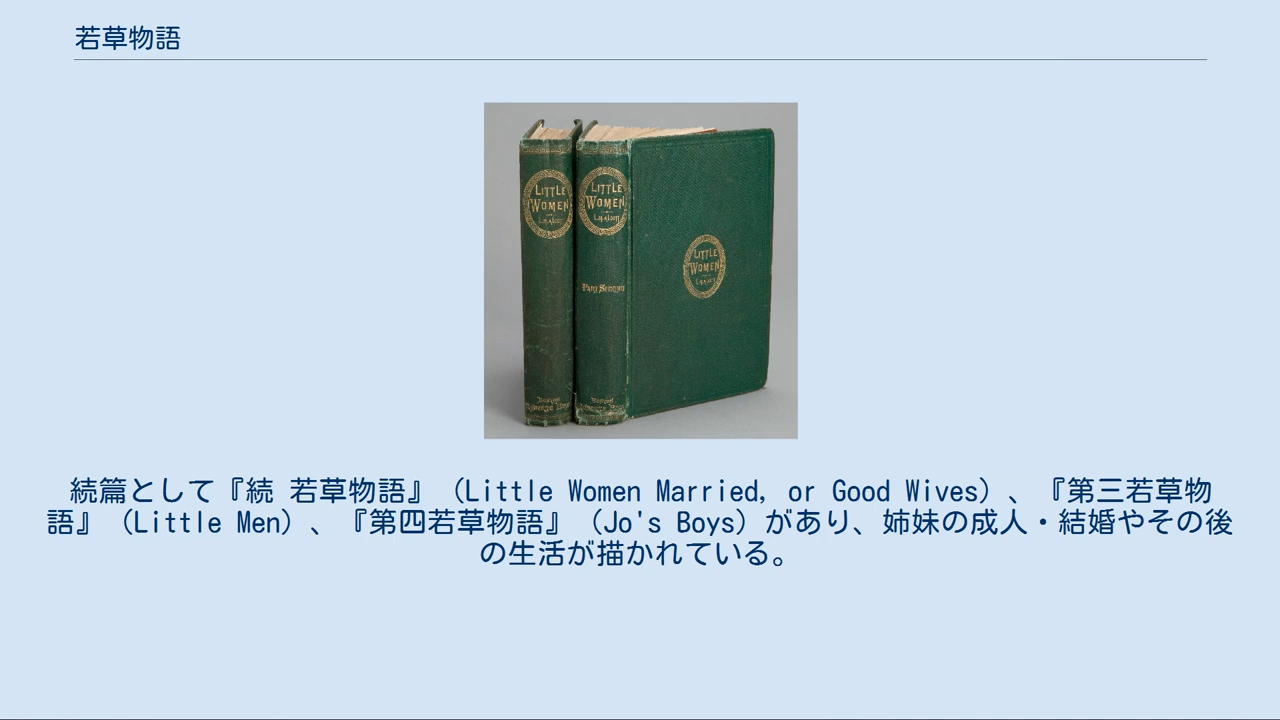 若草物語
LITTLE WOMEN
LITTLE WOMEN
LITTLE WOMEN
続篇として『続 若草物語』（Little Women Married, or Good Wives）、『第三若草物
語』（Little Men）、『第四若草物語』（Jo's Boys）があり、姉妹の成人・結婚やその後
の生活が描かれている。